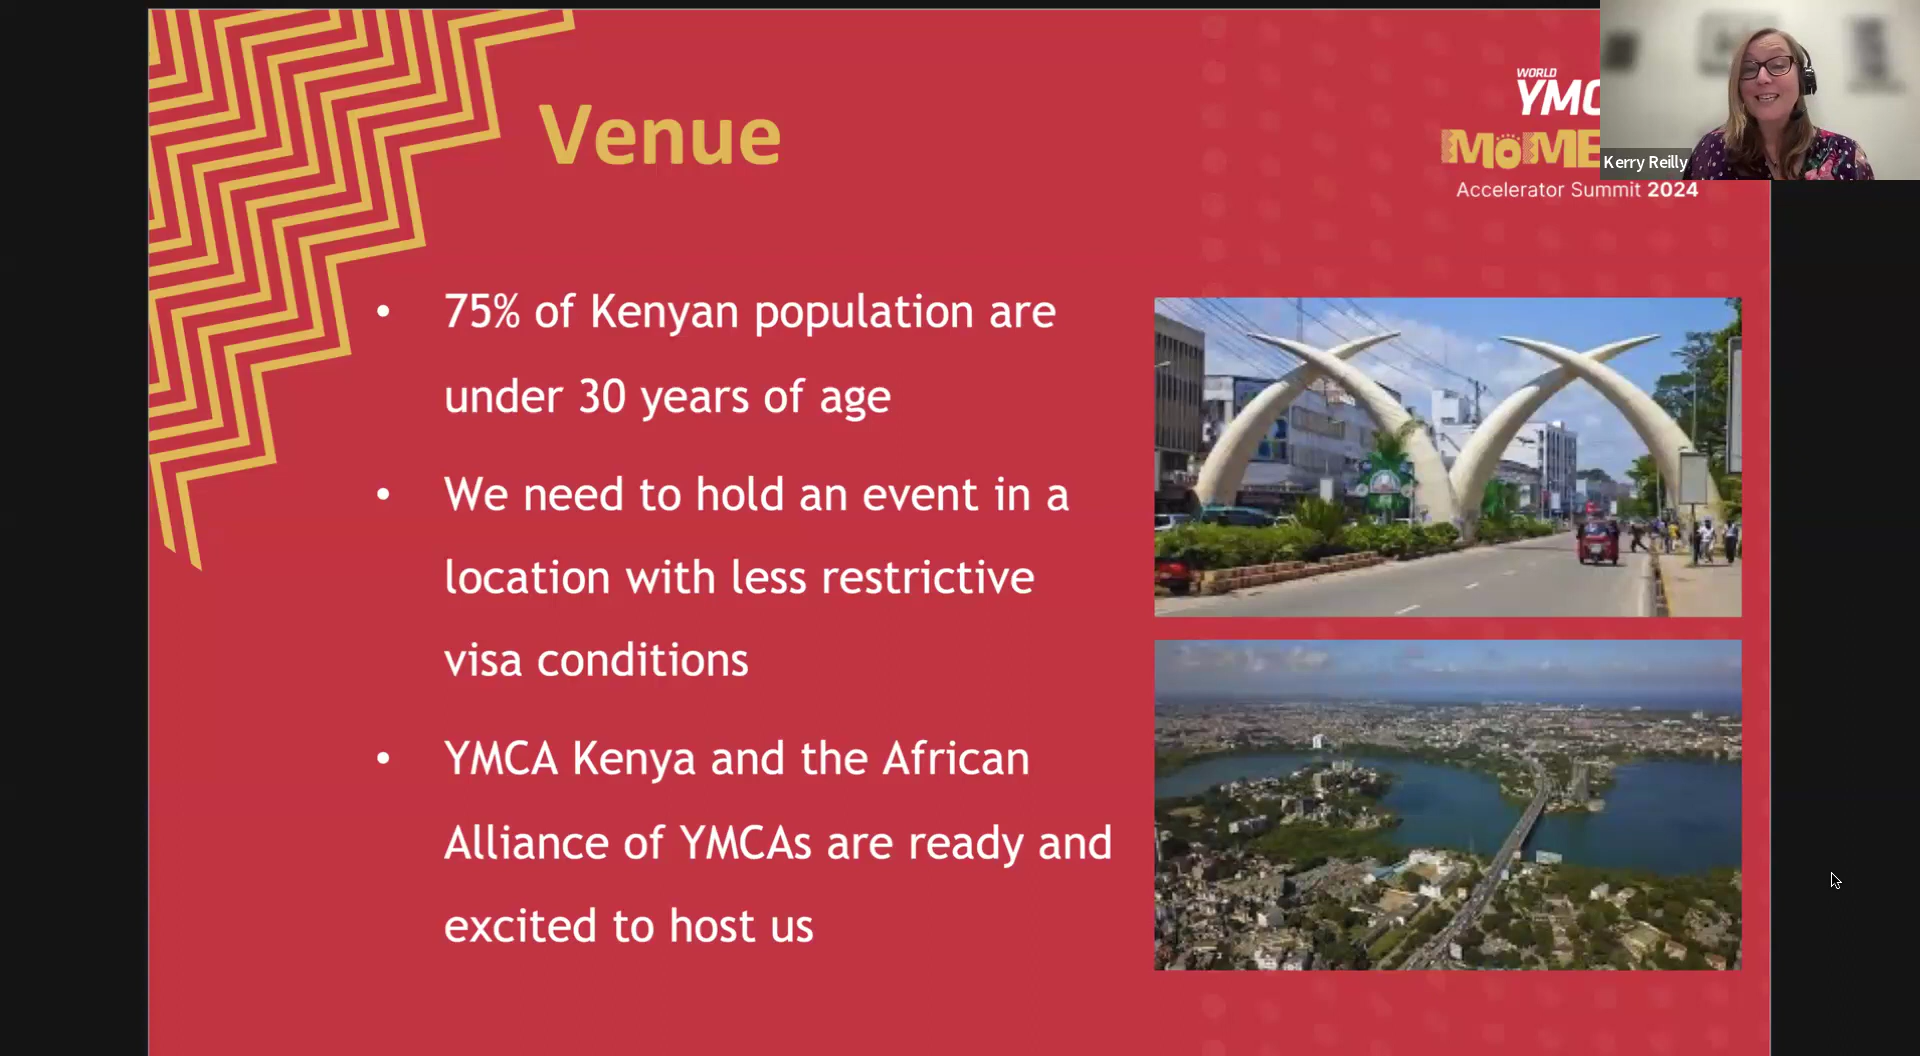 Venue
WORLD
YMC
MOME
Accelerator Summit 2024
Kerry Reilly
• 75% of Kenyan population are
under 30 years of age
• We need to hold an event in a
location with less restrictive
visa conditions
• YMCA Kenya and the African
Alliance of YMCAs are ready and
excited to host us